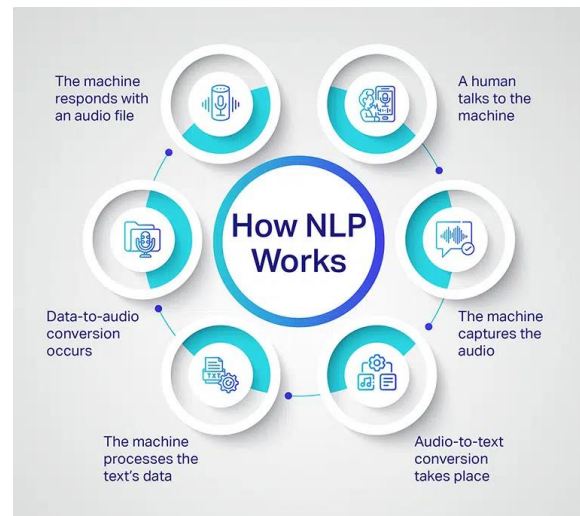 How NLP
Works
A human
talks to the
machine
The machine
captures the
audio
Audio-to-text
conversion
takes place
The machine
processes the
text's data
TXT
Data-to-audio
conversion
occurs
The machine
responds with
an audio file